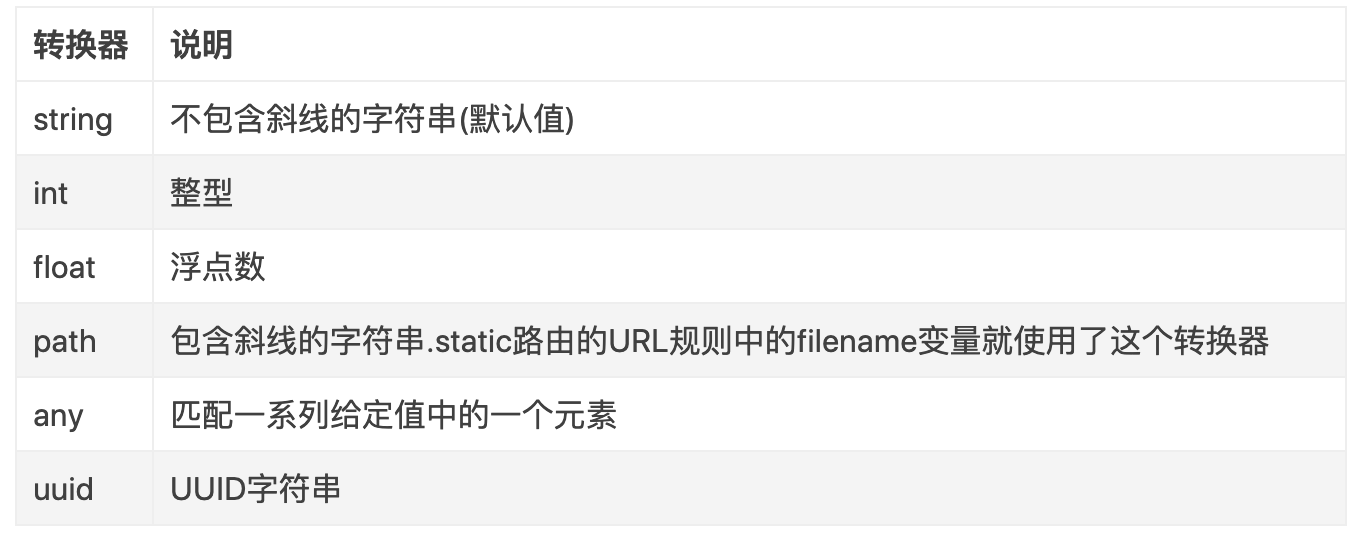 转换器 说明
string 不包含斜线的字符串(默认值)
int 整型
float 浮点数
path 包含斜线的字符串.static路由的URL规则中的filename变量就使用了这个转换器
any 匹配一系列给定值中的一个元素
uuid UUID字符串